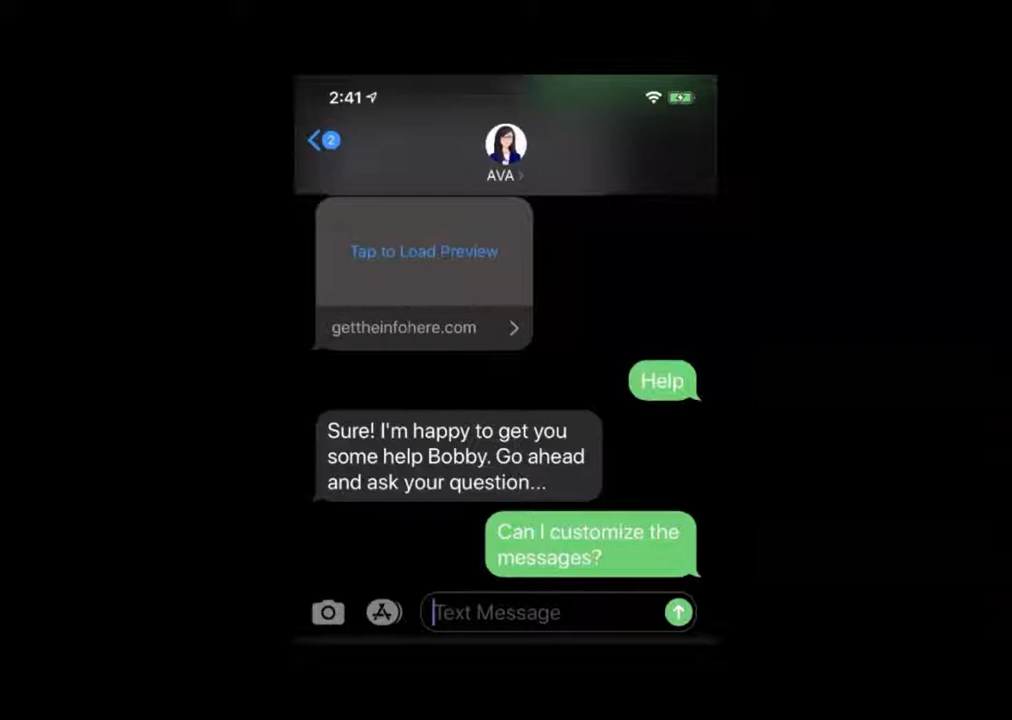 2:41
2
AVA
Tap to Load Preview
gettheinfohere.com
Help
Sure! I'm happy to get you
some help Bobby. Go ahead
and ask your question...
Can I customize the
messages?
Text Message